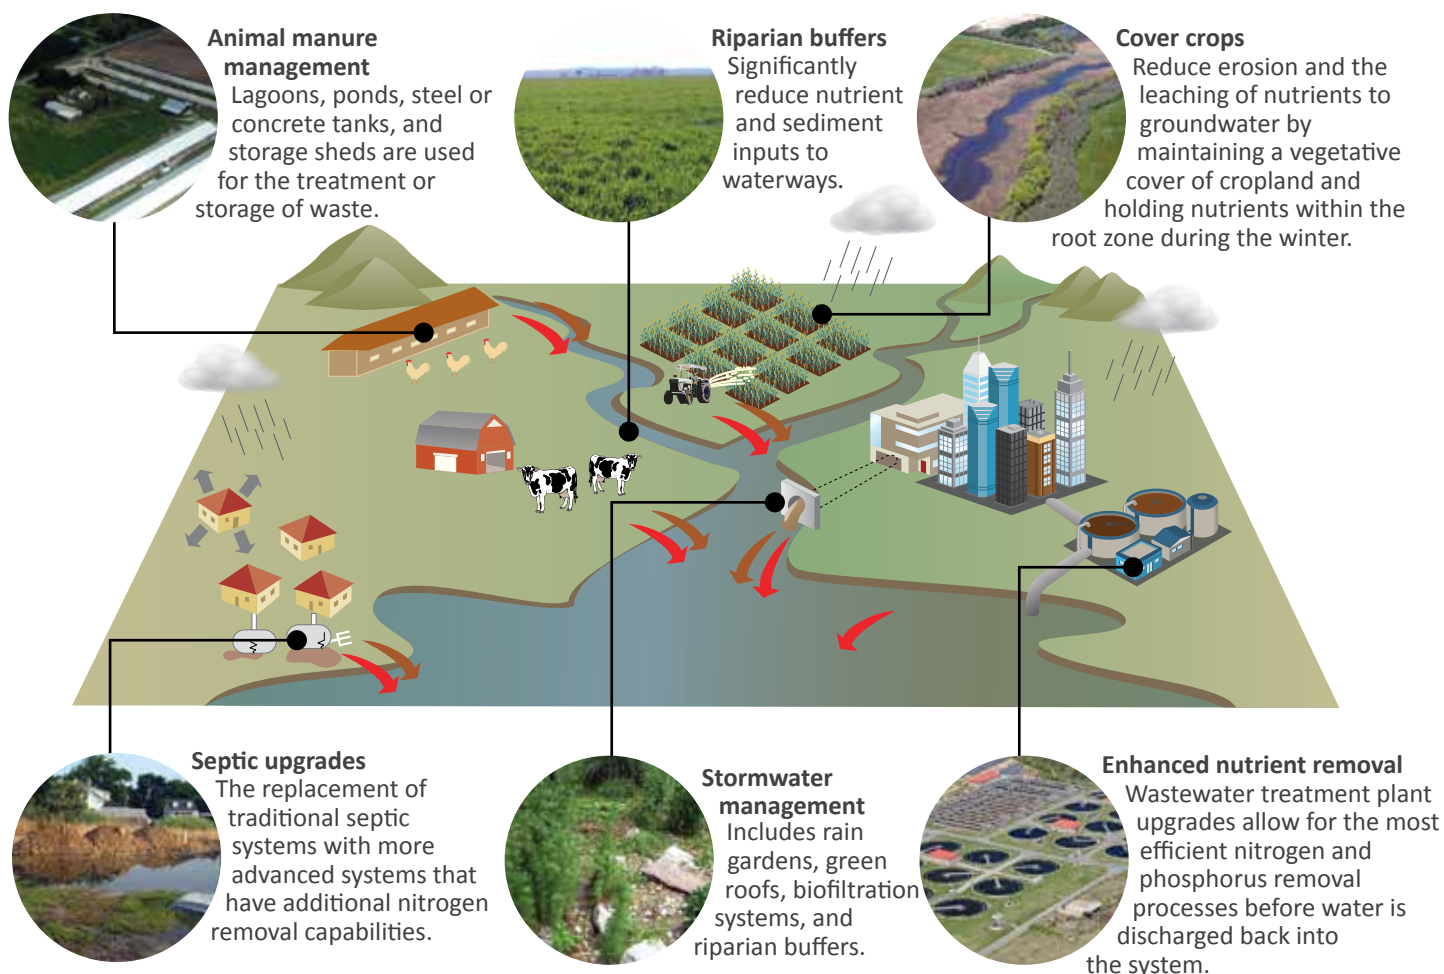 Animal manure
management
Lagoons, ponds, steel or
concrete tanks, and
storage sheds are used
for the treatment or
storage of waste.
Riparian buffers
Significantly
reduce nutrient
and sediment
inputs to
waterways.
Cover crops
Reduce erosion and the
leaching of nutrients to
groundwater by
maintaining a vegetative
cover of cropland and
holding nutrients within the
root zone during the winter.
Septic upgrades
The replacement of
traditional septic
systems with more
advanced systems that
have additional nitrogen
removal capabilities.
Stormwater
management
Includes rain
gardens, green
roofs, biofiltration
systems, and
riparian buffers.
Enhanced nutrient removal
Wastewater treatment plant
upgrades allow for the most
efficient nitrogen and
phosphorus removal
processes before water is
discharged back into
the system.